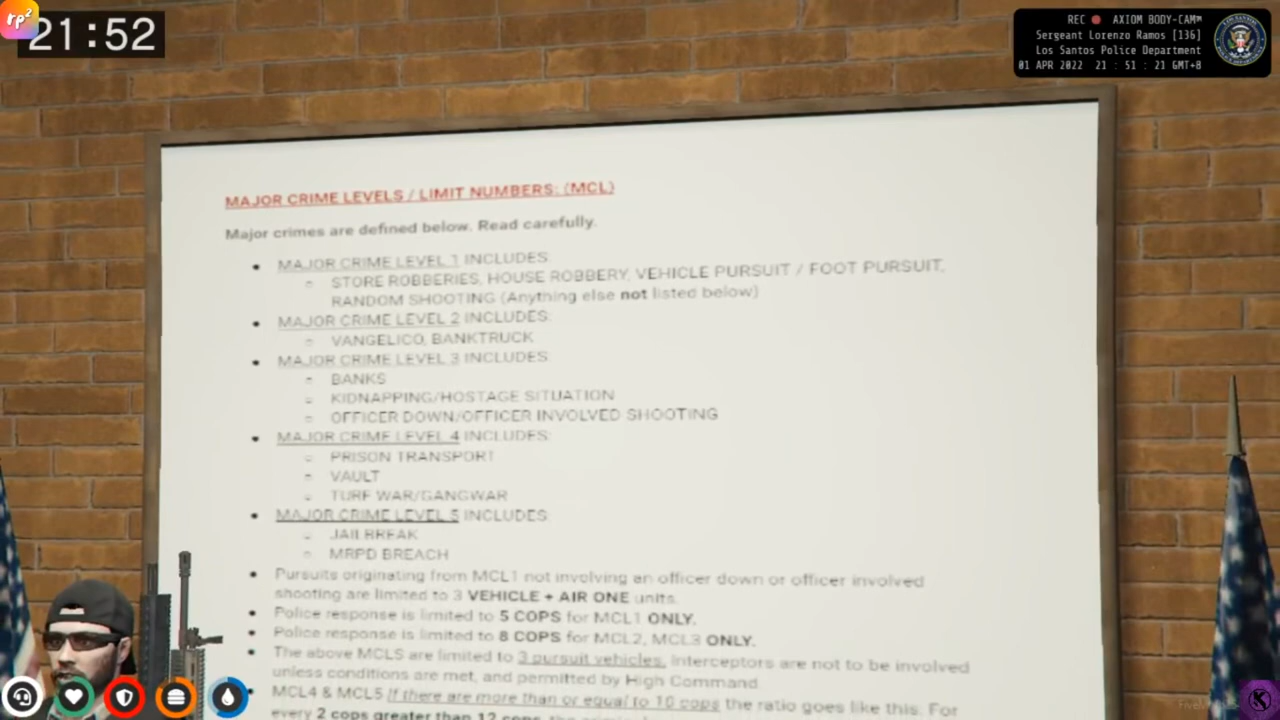 rp²
21:52
REC AXIOM BODY-CAM™
Sergeant Lorenzo Ramos [136]
Los Santos Police Department
01 APR 2022 21 : 51 : 21 GMT+8
MAJOR CRIME LEVELS / LIMIT NUMBERS: (MCL)
Major crimes are defined below. Read carefully.
MAJOR CRIME LEVEL 1 INCLUDES:
STORE ROBBERIES, HOUSE ROBBERY, VEHICLE PURSUIT / FOOT PURSUIT,
RANDOM SHOOTING (Anything else not listed below)
MAJOR CRIME LEVEL 2 INCLUDES:
VANGELICO, BANKTRUCK
MAJOR CRIME LEVEL 3 INCLUDES:
BANKS
KIDNAPPING/HOSTAGE SITUATION
OFFICER DOWN/OFFICER INVOLVED SHOOTING
MAJOR CRIME LEVEL 4 INCLUDES:
PRISON TRANSPORT
VAULT
TURF WAR/GANGWAR
MAJOR CRIME LEVEL 5 INCLUDES:
JAILBREAK
MRPD BREACH
Pursuits originating from MCL1 not involving an officer down or officer involved
shooting are limited to 3 VEHICLE + AIR ONE units.
Police response is limited to 5 COPS for MCL1 ONLY.
Police response is limited to 8 COPS for MCL2, MCL3 ONLY.
The above MCLS are limited to 3 pursuit vehicles, interceptors are not to be involved
unless conditions are met, and permitted by High Command
MCL4 & MCL5 If there are more than or equal to 10 cops the ratio goes like this: For
every 2 cops greater than 12 cops, the